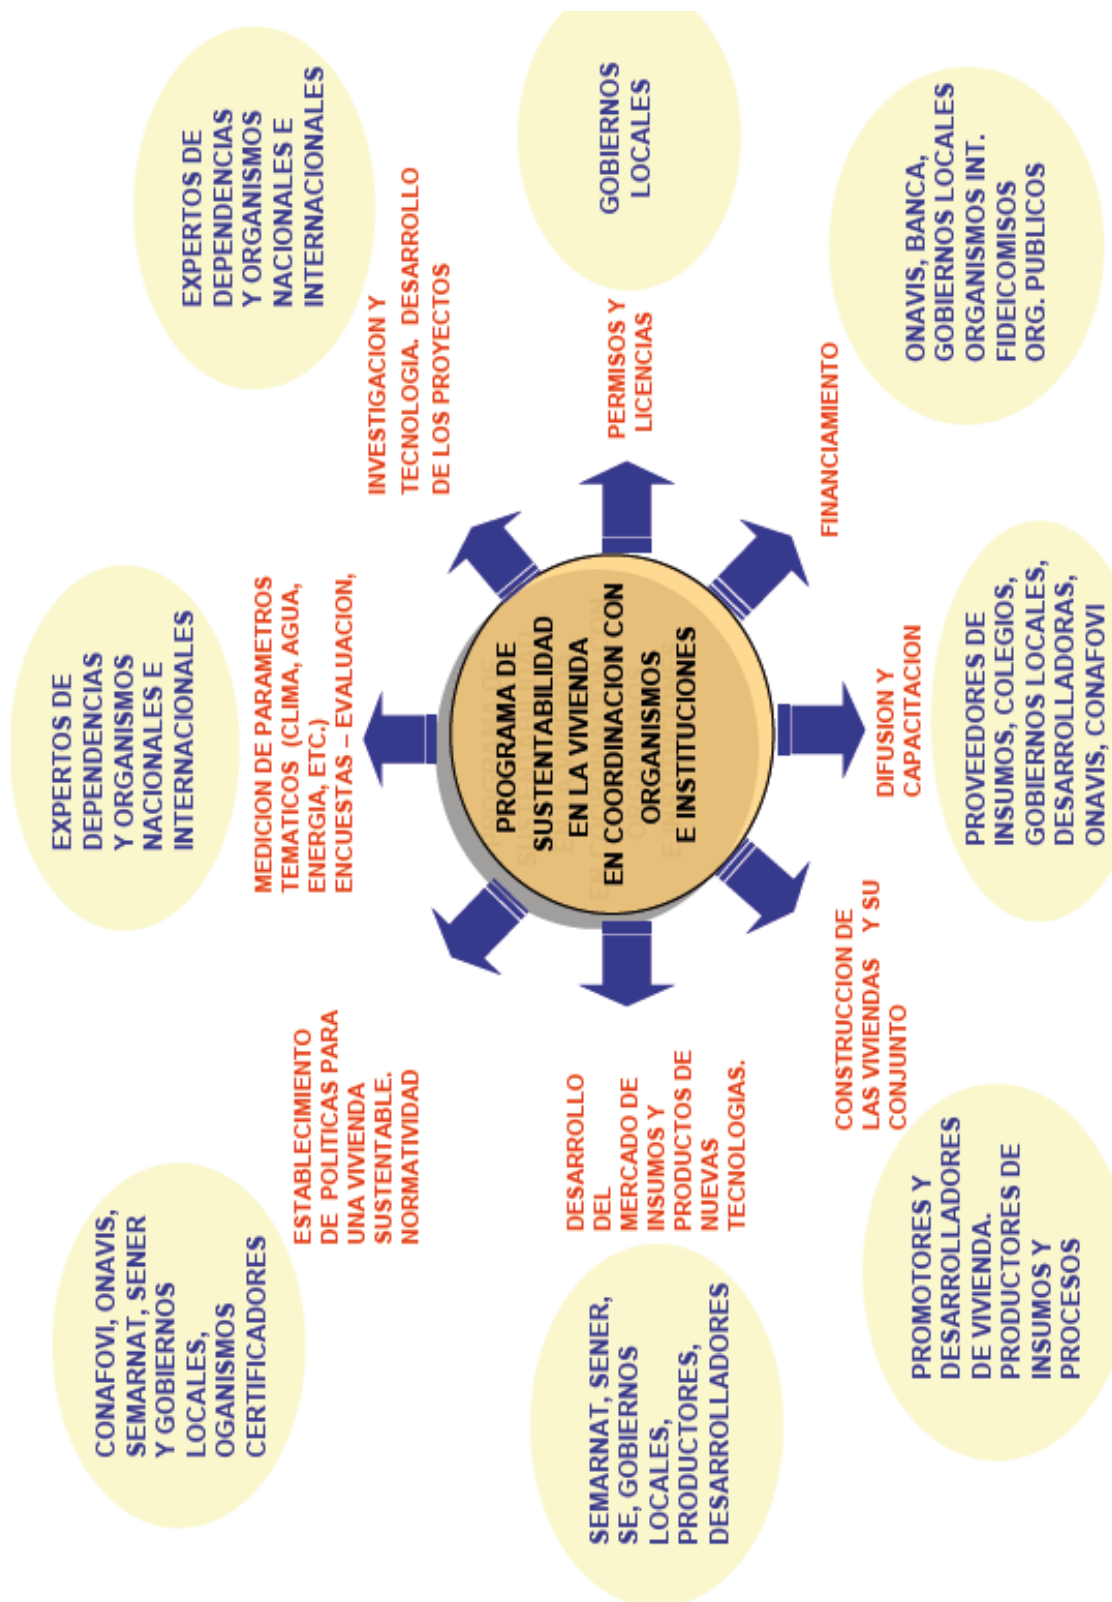 CONAFOVI, ONAVIS,
SEMARNAT, SENER
Y GOBIERNOS
LOCALES,
OGANISMOS
CERTIFICADORES
ESTABLECIMIENTO
DE POLITICAS PARA
UNA VIVIENDA
SUSTENTABLE.
NORMATIVIDAD
EXPERTOS DE
DEPENDENCIAS
Y ORGANISMOS
NACIONALES E
INTERNACIONALES
MEDICION DE PARAMETROS
TEMATICOS (CLIMA, AGUA,
ENERGIA, ETC.)
ENCUESTAS – EVALUACION,
EXPERTOS DE
DEPENDENCIAS
Y ORGANISMOS
NACIONALES E
INTERNACIONALES
INVESTIGACION Y
TECNOLOGIA. DESARROLLO
DE LOS PROYECTOS
SEMARNAT, SENER,
SE, GOBIERNOS
LOCALES,
PRODUCTORES,
DESARROLLADORES
DESARROLLO
DEL
MERCADO DE
INSUMOS Y
PRODUCTOS DE
NUEVAS
TECNOLOGIAS.
PROGRAMA DE
SUSTENTABILIDAD
EN LA VIVIENDA
EN COORDINACION CON
ORGANISMOS
E INSTITUCIONES
PERMISOS Y
LICENCIAS
GOBIERNOS
LOCALES
CONSTRUCCION DE
LAS VIVIENDAS Y SU
CONJUNTO
PROMOTORES Y
DESARROLLADORES
DE VIVIENDA.
PRODUCTORES DE
INSUMOS Y
PROCESOS
DIFUSION Y
CAPACITACION
PROVEEDORES DE
INSUMOS, COLEGIOS,
GOBIERNOS LOCALES,
DESARROLLADORAS,
ONAVIS, CONAFOVI
FINANCIAMIENTO
ONAVIS, BANCA,
GOBIERNOS LOCALES
ORGANISMOS INT.
FIDEICOMISOS
ORG. PUBLICOS